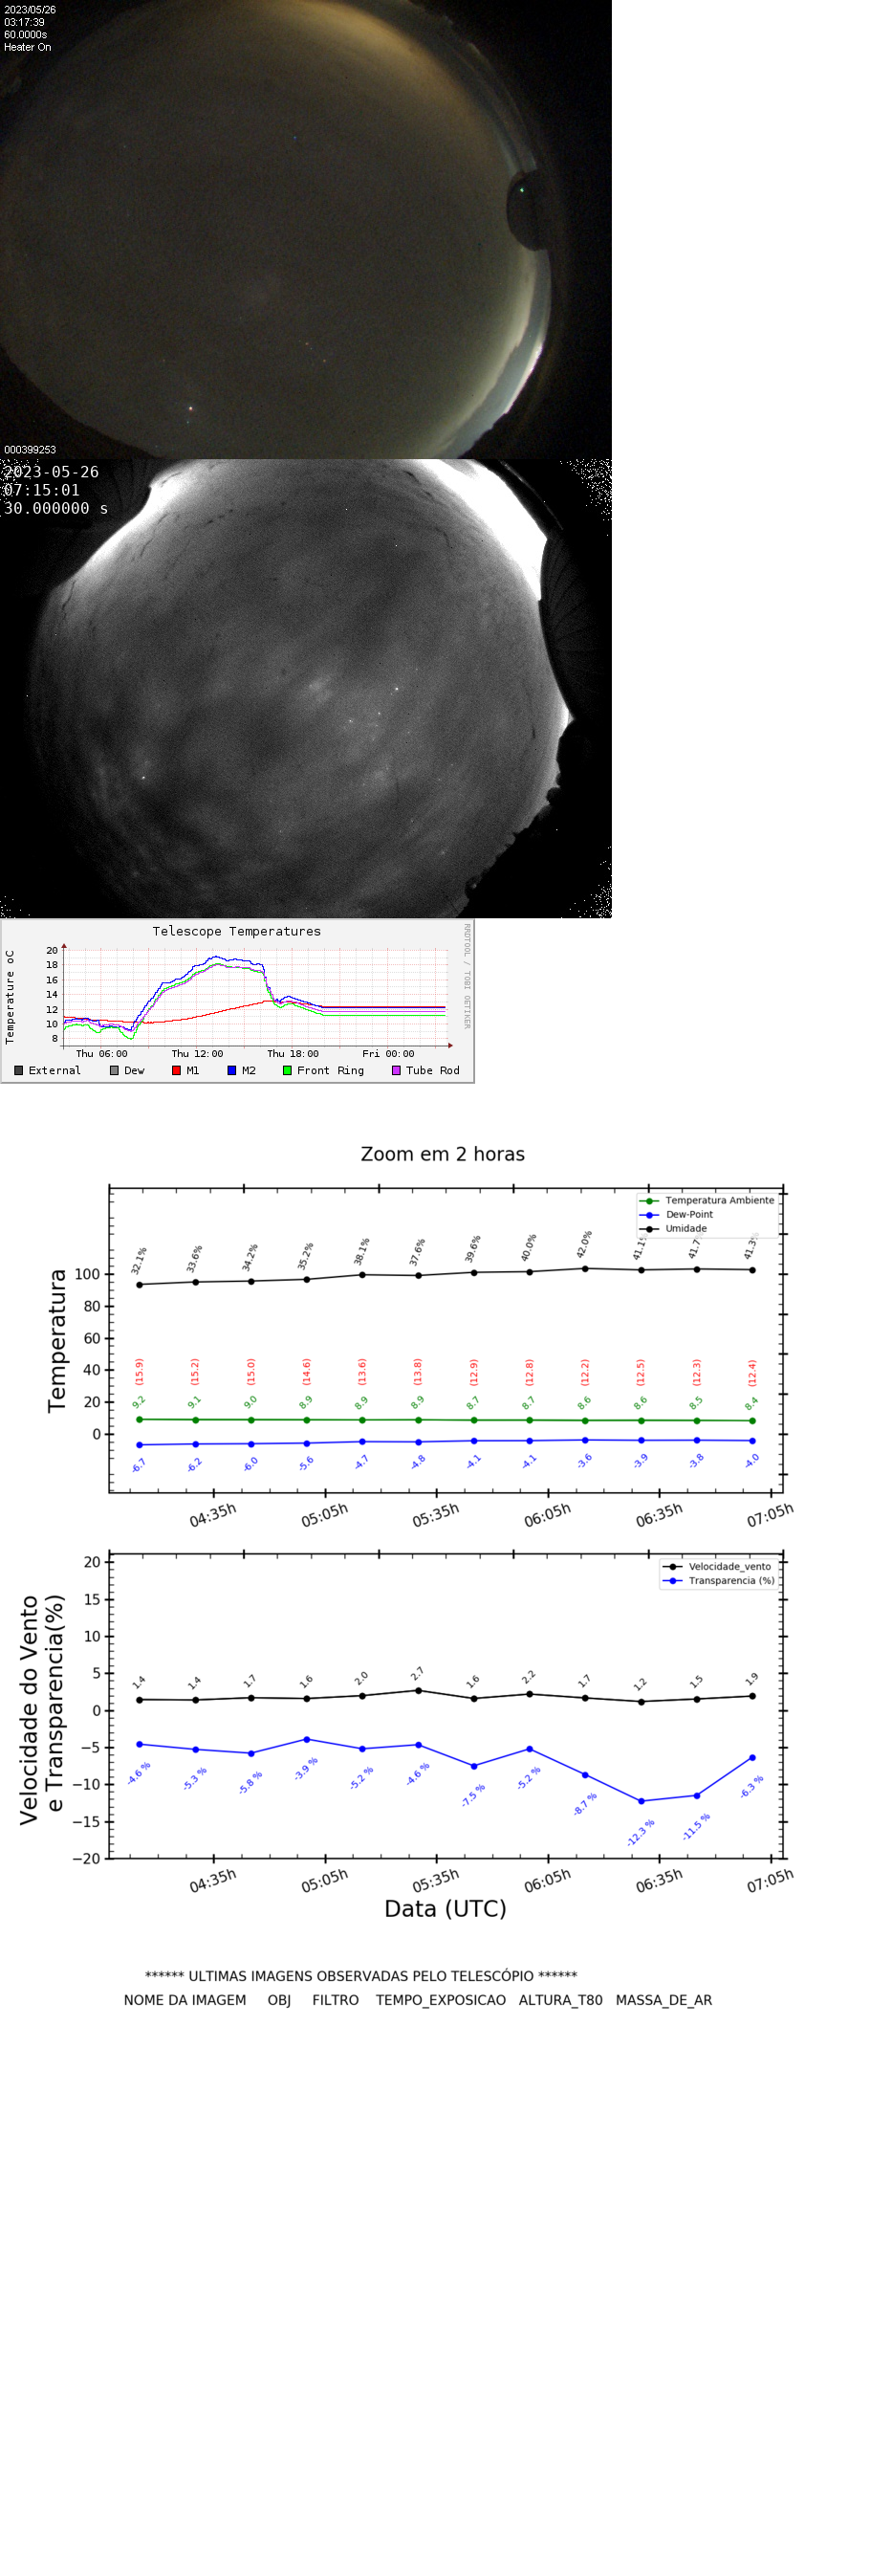 2023/05/26
03:17:39
60.0000s
Heater On
000399253
2023-05-26
07:15:01
30.000000 s
Telescope Temperatures
RRDTOOL / TOBI OETIKER
Temperature oC
20
18
16
14
12
10
8
Thu 06:00 Thu 12:00 Thu 18:00 Fri 00:00
External Dew M1 M2 Front Ring Tube Rod
Zoom em 2 horas
Temperatura Ambiente
Dew-Point
Umidade
32.1% 33.6% 34.2% 35.2% 38.1% 37.6% 39.6% 40.0% 42.0% 41.1% 41.7 41.3%
Temperatura
100
80
60
40
20
0
(15.9) (15.2) (15.0) (14.6) (13.6) (13.8) (12.9) (12.8) (12.2) (12.5) (12.3) (12.4)
9.2 9.1 9.0 8.9 8.9 8.9 8.7 8.7 8.6 8.6 8.5 8.4
-6.7 -6.2 -6.0 -5.6 -4.7 -4.8 -4.1 -4.1 -3.6 -3.9 -3.8 -4.0
04:35h 05:05h 05:35h 06:05h 06:35h 07:05h
Velocidade_vento
Transparencia (%)
Velocidade do Vento
e Transparencia(%)
20
15
10
5
0
−5
−10
−15
−20
1.4 1.4 1.7 1.6 2.0 2.7 1.6 2.2 1.7 1.2 1.5 1.9
-4.6 % -5.3 % -5.8 % -3.9 % -5.2 % -4.6 % -7.5 % -5.2 % -8.7 % -12.3 % -11.5 % -6.3 %
04:35h 05:05h 05:35h 06:05h 06:35h 07:05h
Data (UTC)
****** ULTIMAS IMAGENS OBSERVADAS PELO TELESCÓPIO ******
NOME DA IMAGEM OBJ FILTRO TEMPO_EXPOSICAO ALTURA_T80 MASSA_DE_AR